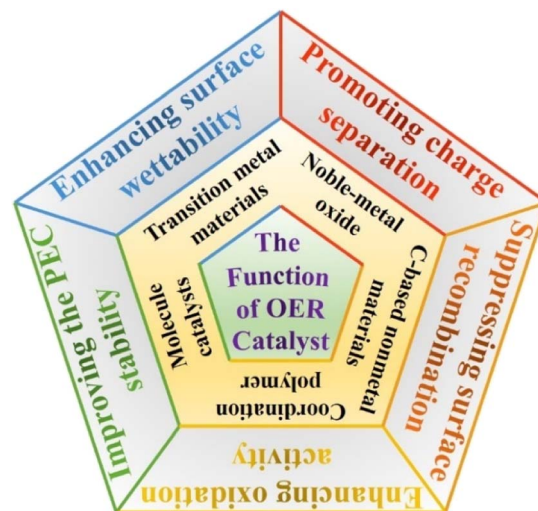 Enhancing surface
wettability
Promoting charge
separation
Suppressing surface
recombination
Enhancing oxidation
activity
Improving the PEC
stability
Transition metal
materials
Noble-metal
oxide
C-based nonmetal
materials
Coordination
polymer
Molecule
catalysts
The
Function
of OER
Catalyst